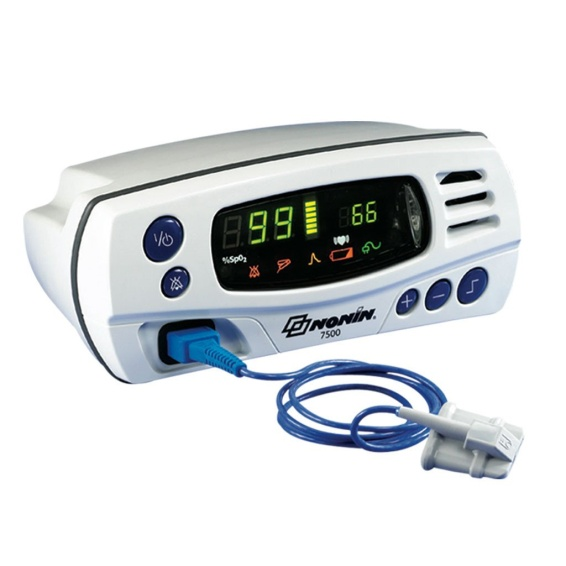 99 66
%SpO₂
NONIN®
7500
+ −
M